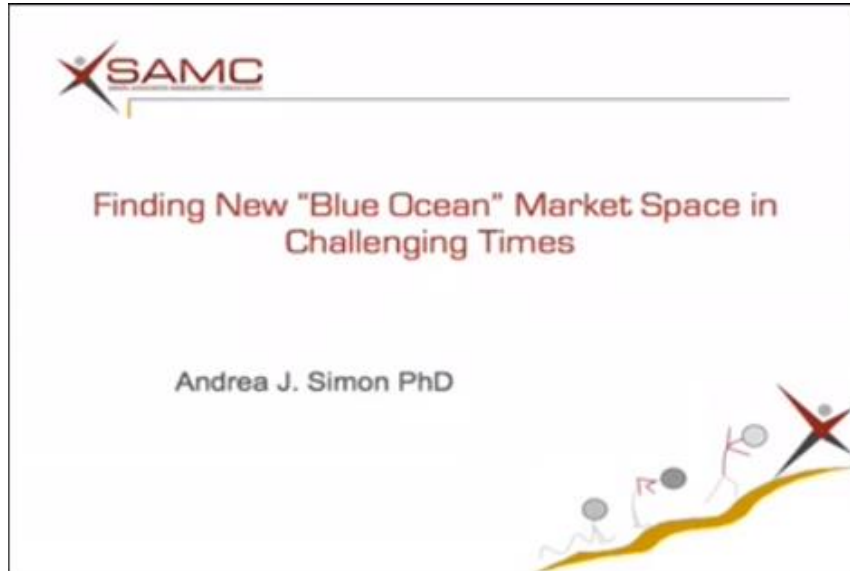 SAMC
Finding New "Blue Ocean" Market Space in
Challenging Times
Andrea J. Simon PhD